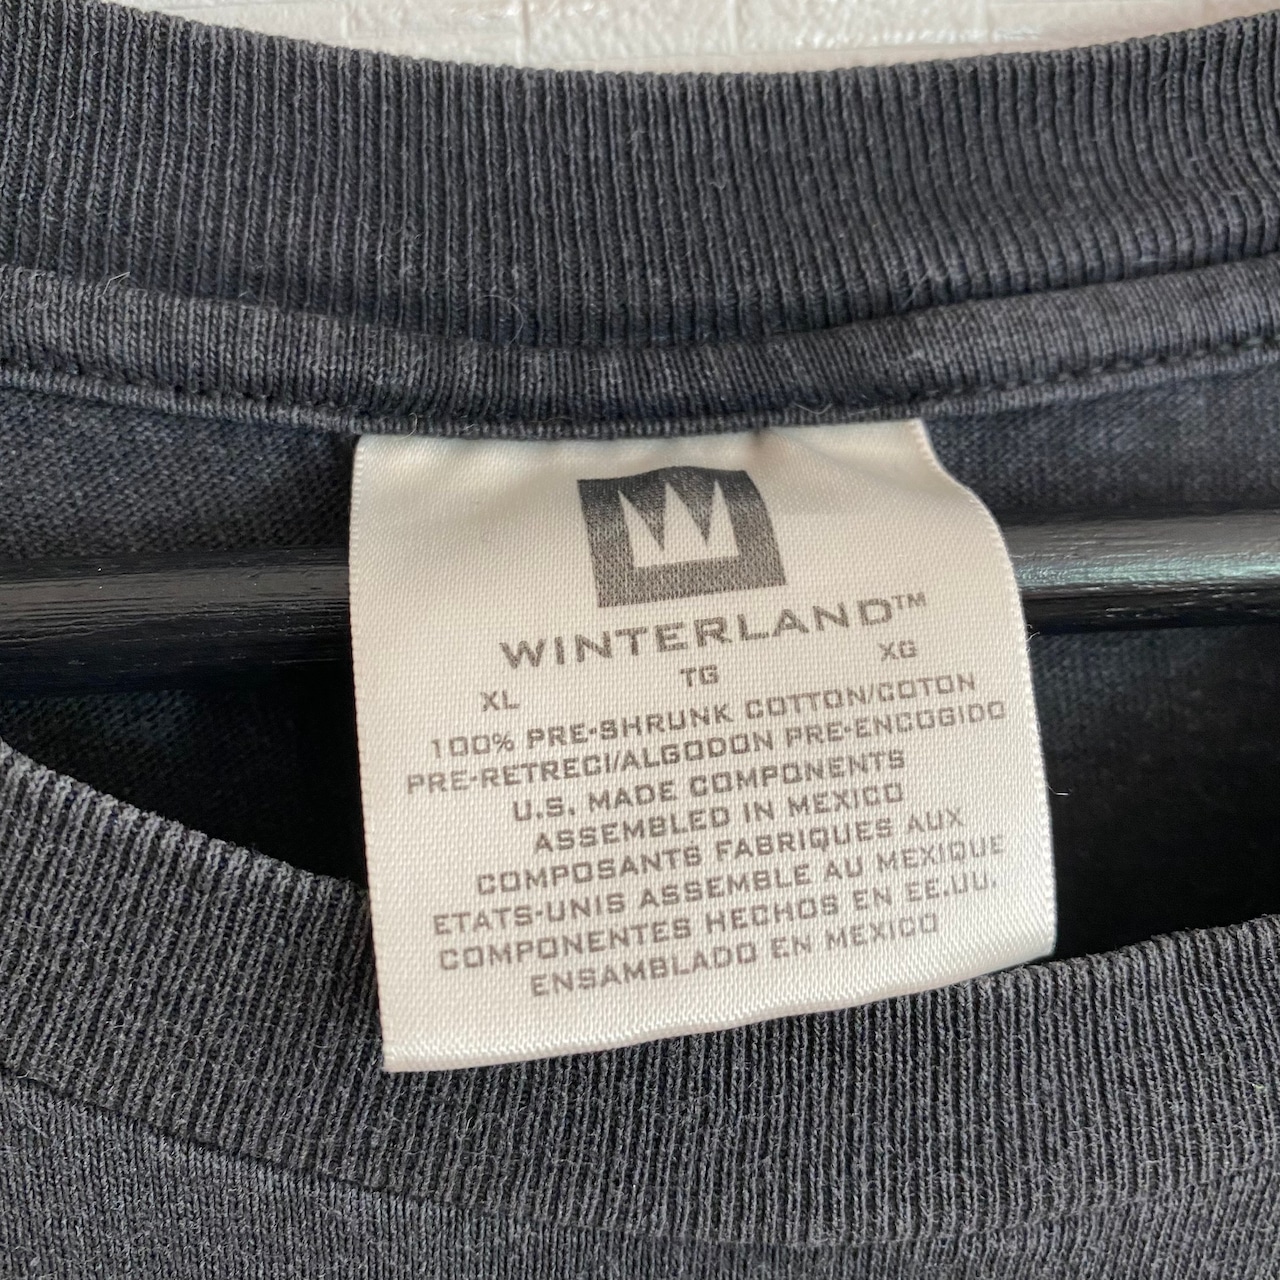 WINTERLAND™
XL TG XG
100% PRE-SHRUNK COTTON/COTON
PRE-RETRECI/ALGODON PRE-ENCOGIDO
U.S. MADE COMPONENTS
ASSEMBLED IN MEXICO
COMPOSANTS FABRIQUES AUX
ETATS-UNIS ASSEMBLE AU MEXIQUE
COMPONENTES HECHOS EN EE.UU.
ENSAMBLADO EN MEXICO